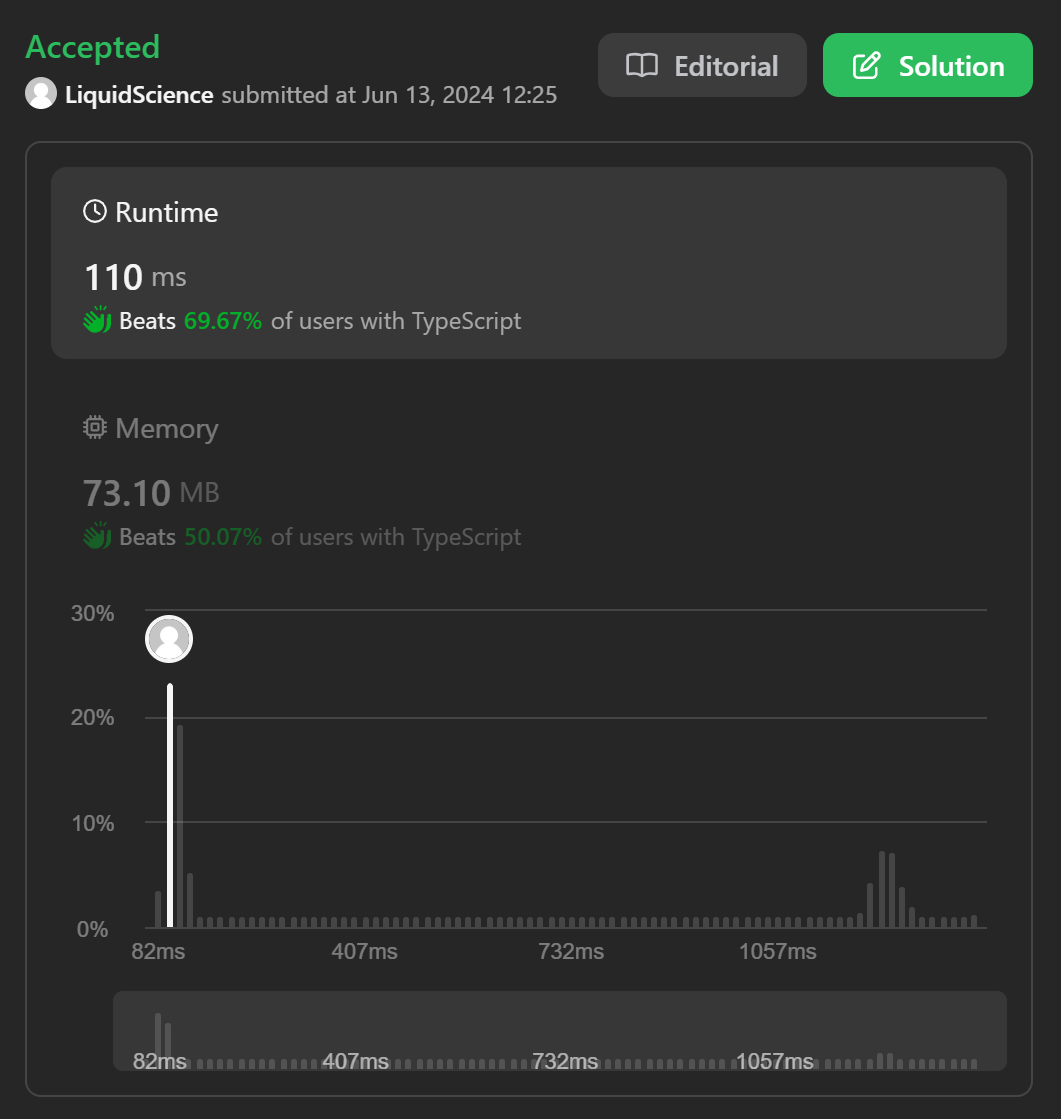 Accepted
Editorial
Solution
LiquidScience submitted at Jun 13, 2024 12:25
Runtime
110 ms
Beats 69.67% of users with TypeScript
Memory
73.10 MB
Beats 50.07% of users with TypeScript
30%
20%
10%
0%
82ms 407ms 732ms 1057ms
82ms 407ms 732ms 1057ms